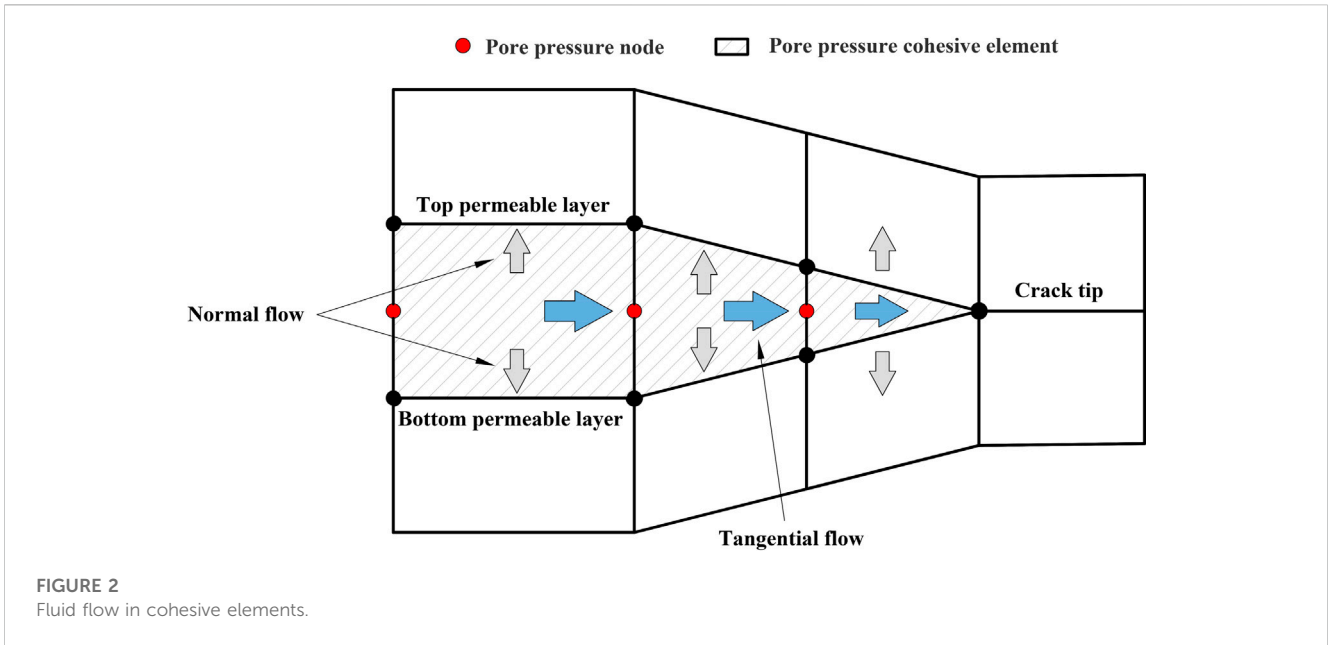 Pore pressure node
Pore pressure cohesive element
Top permeable layer
Normal flow
Crack tip
Bottom permeable layer
Tangential flow
FIGURE 2
Fluid flow in cohesive elements.